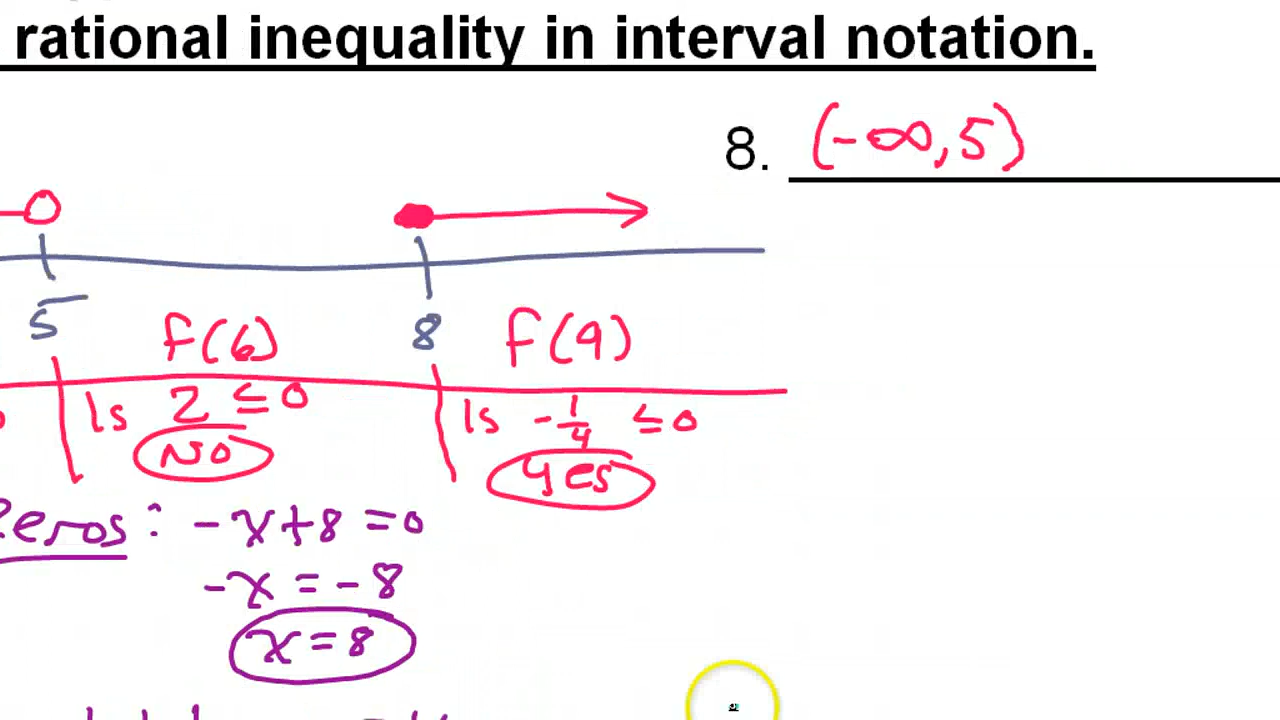 rational inequality in interval notation.
8. (-∞, 5)
5 8
f(6) f(9)
Is 2 ≤ 0 Is -1/4 ≤ 0
NO Yes
Zeros: -x+8=0
-x = -8
x=8